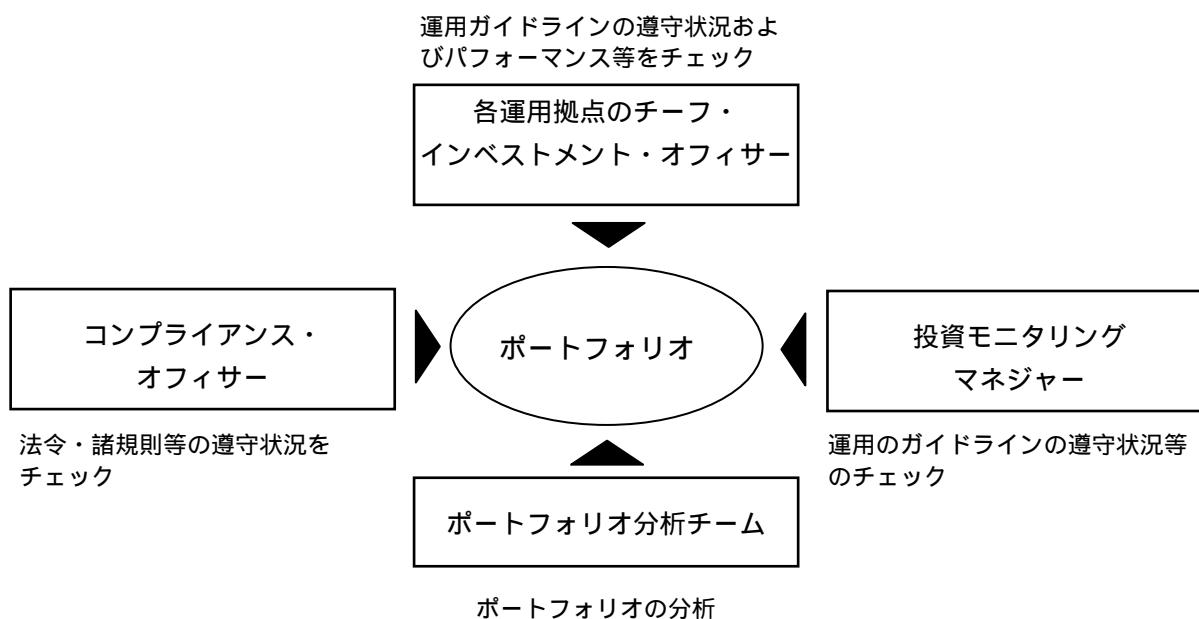 運用ガイドラインの遵守状況およ
びパフォーマンス等をチェック
各運用拠点のチーフ・
インベストメント・オフィサー
コンプライアンス・
オフィサー
ポートフォリオ
投資モニタリング
マネジャー
法令・諸規則等の遵守状況を
チェック
運用のガイドラインの遵守状況等
のチェック
ポートフォリオ分析チーム
ポートフォリオの分析